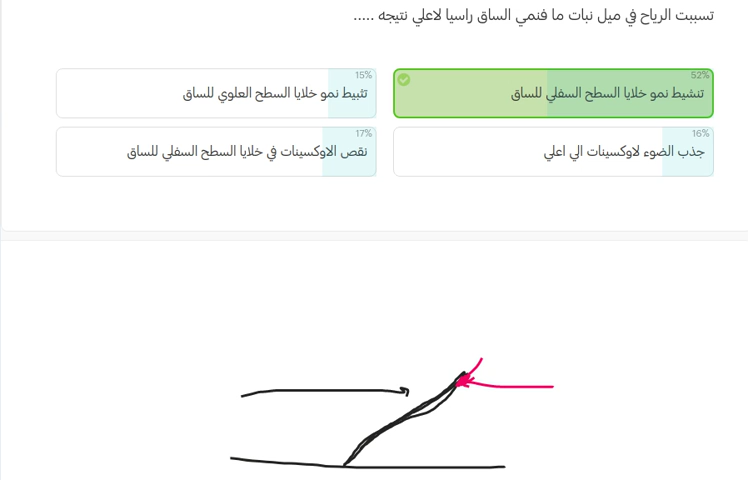 تسببت الرياح في ميل نبات ما فنمي الساق راسيا لاعلي نتيجه .....
52%
تنشيط نمو خلايا السطح السفلي للساق
15%
تثبيط نمو خلايا السطح العلوي للساق
16%
جذب الضوء لاوكسينات الي اعلي
17%
نقص الاوكسينات في خلايا السطح السفلي للساق